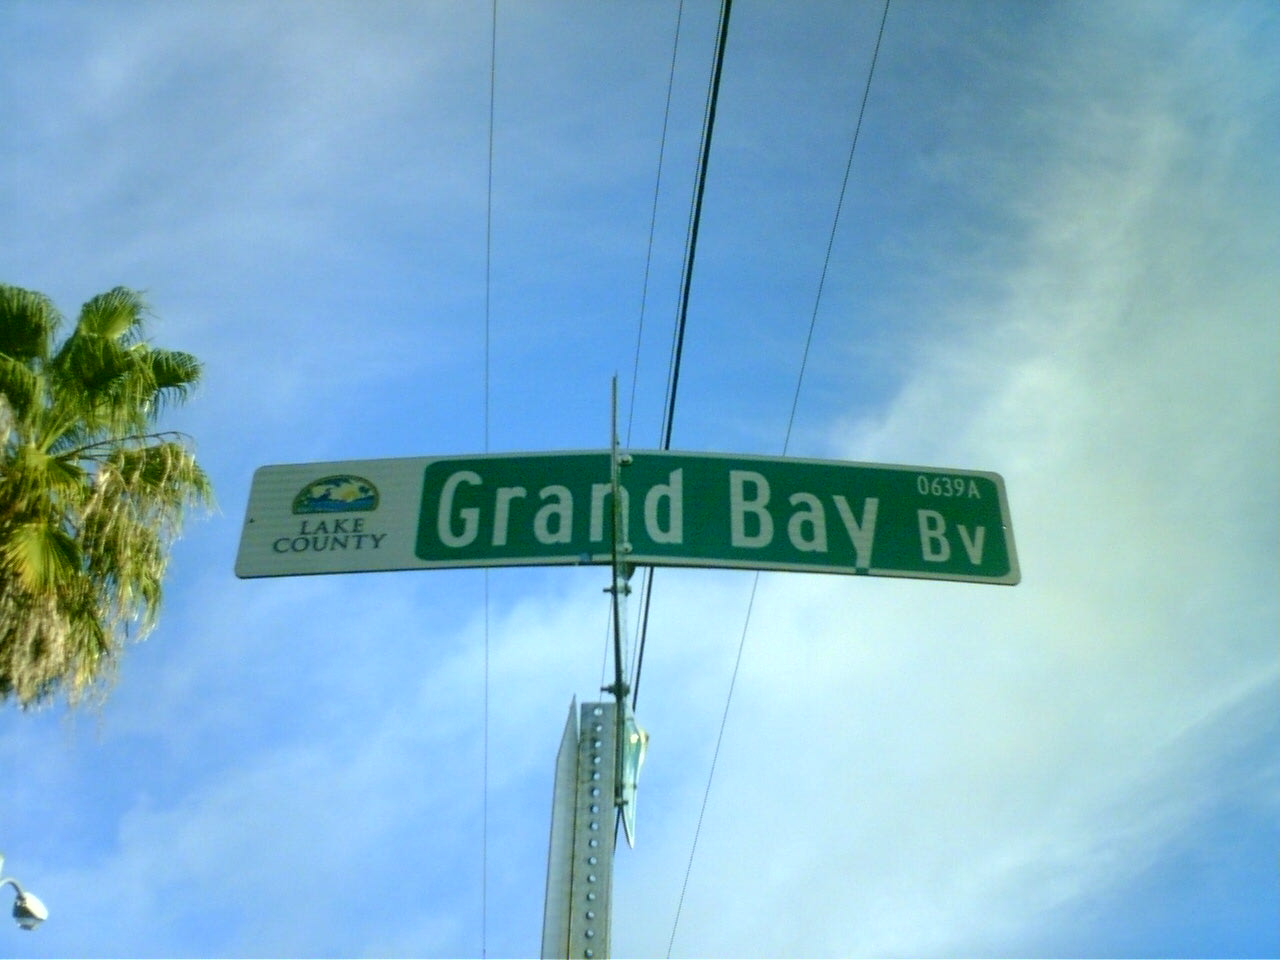 LAKE
COUNTY
Grand Bay
0639A
Bv